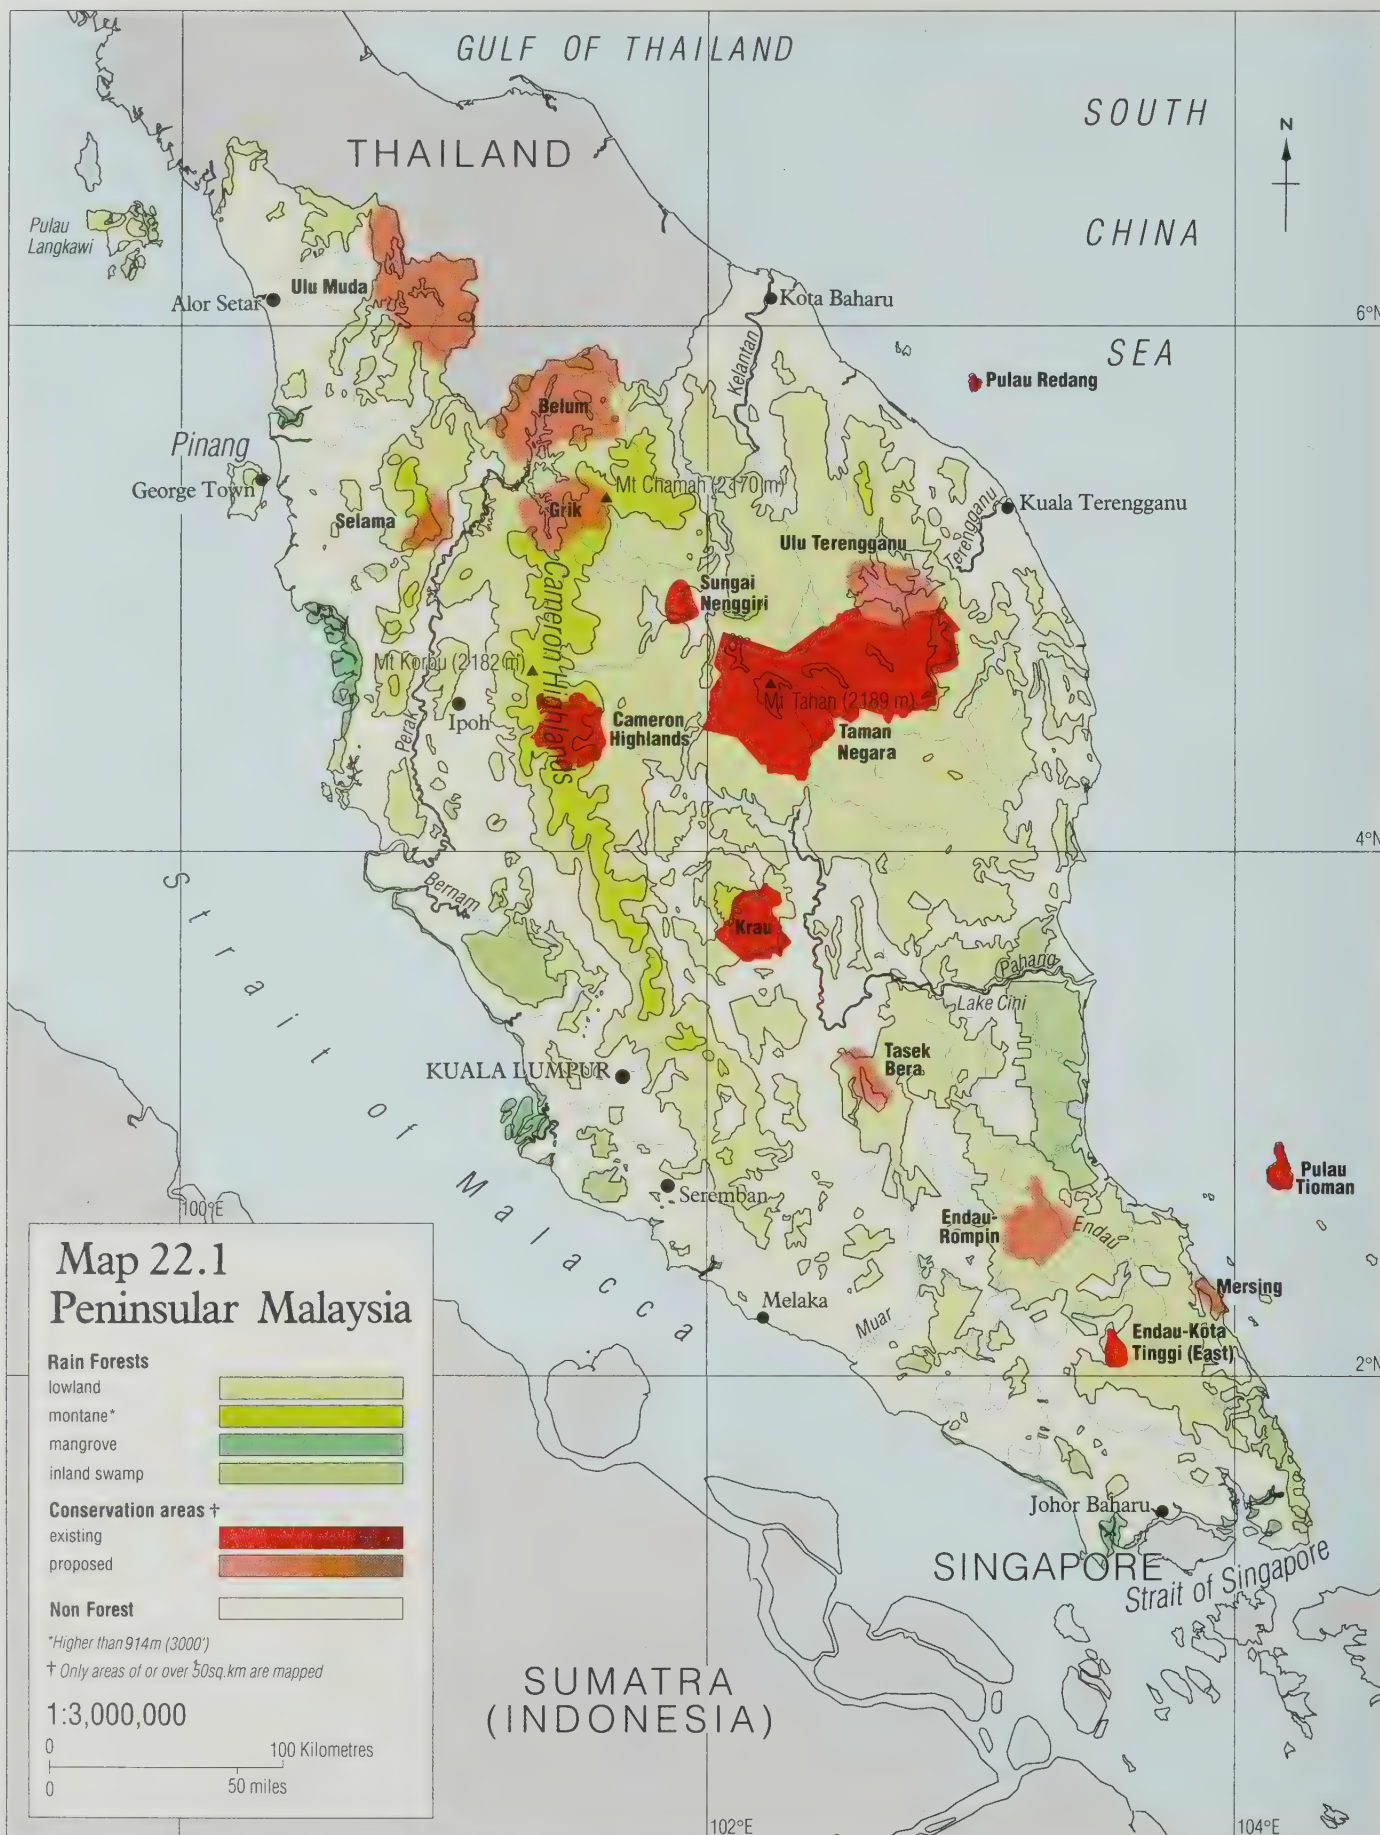 GULF OF THAILAND
SOUTH
CHINA
SEA
N
THAILAND
Pulau
Langkawi
Ulu Muda
Alor Setar
Kota Baharu
6°N
Kelantan
Pulau Redang
Belum
Pinang
George Town
Mt Chamah (2170 m)
Grik
Selama
Terengganu
Kuala Terengganu
Ulu Terengganu
Sungai
Nenggiri
Cameron Highlands
Mt Korbu (2182 m)
Mt Tahan (2189 m)
Perak
Ipoh
Cameron
Highlands
Taman
Negara
4°N
Bernam
Krau
Pahang
Lake Cini
Strait of Malacca
KUALA LUMPUR
Tasek
Bera
Pulau
Tioman
Seremban
100°E
Endau-
Rompin
Endau
Mersing
Melaka
Muar
Endau-Kôta
Tinggi (East)
2°N
Johor Baharu
SINGAPORE
Strait of Singapore
SUMATRA
(INDONESIA)
102°E
104°E
Map 22.1
Peninsular Malaysia
Rain Forests
lowland
montane*
mangrove
inland swamp
Conservation areas †
existing
proposed
Non Forest
*Higher than 914m (3000')
† Only areas of or over 50sq.km are mapped
1:3,000,000
0 100 Kilometres
0 50 miles